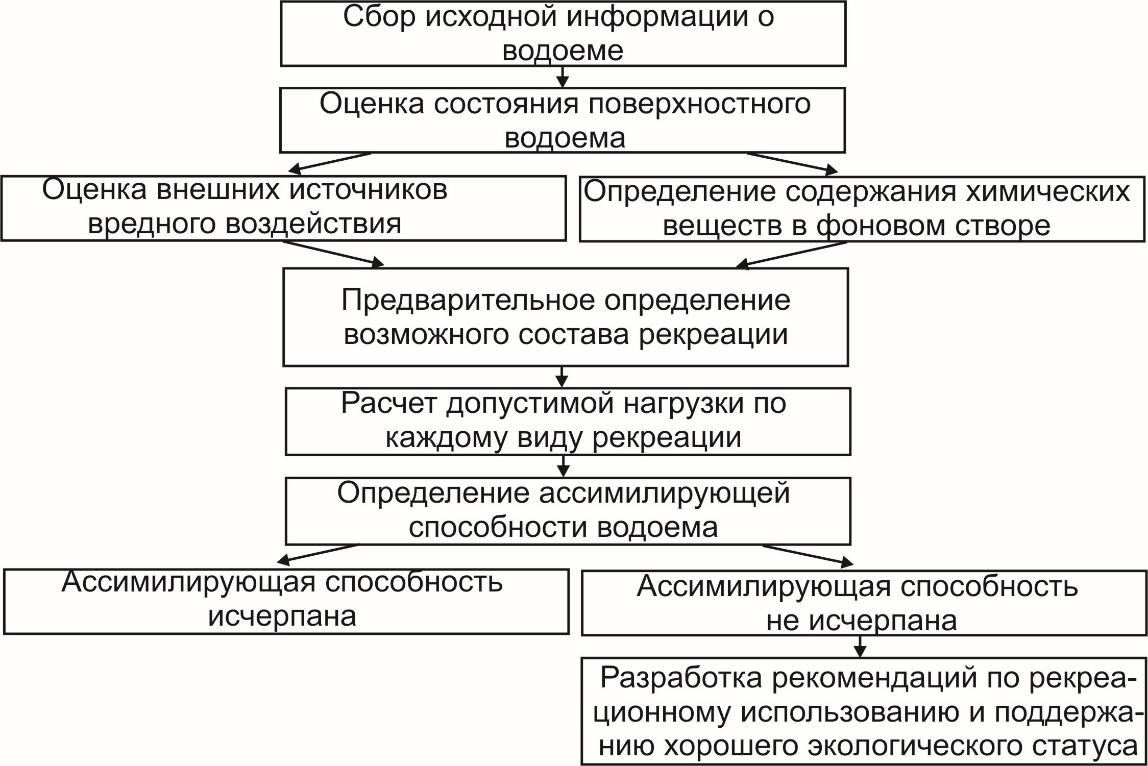 Сбор исходной информации о
водоеме
Оценка состояния поверхностного
водоема
Оценка внешних источников
вредного воздействия
Определение содержания химических
веществ в фоновом створе
Предварительное определение
возможного состава рекреации
Расчет допустимой нагрузки по
каждому виду рекреации
Определение ассимилирующей
способности водоема
Ассимилирующая способность
исчерпана
Ассимилирующая способность
не исчерпана
Разработка рекомендаций по рекреа-
ционному использованию и поддержа-
нию хорошего экологического статуса